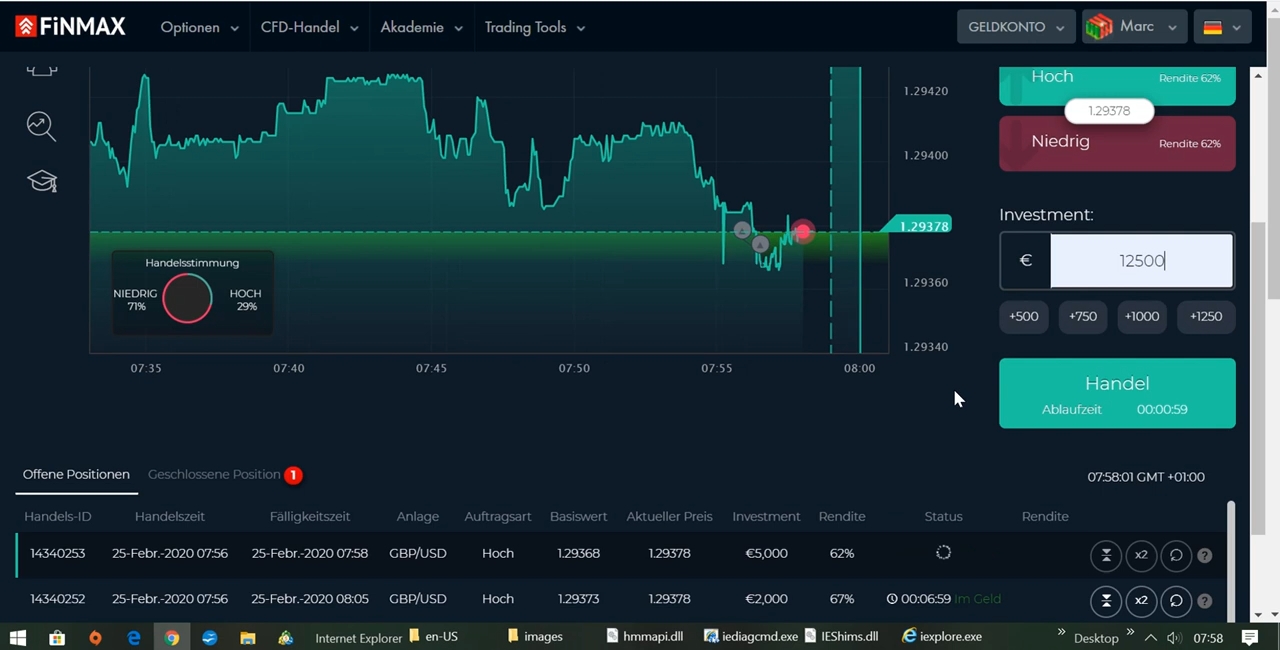 FiNMAX Optionen CFD-Handel Akademie Trading Tools GELDKONTO Marc
Hoch Rendite 62%
1.29378
Niedrig Rendite 62%
1.29420
1.29400
1.29378
1.29360
1.29340
Handelsstimmung
NIEDRIG 71%
HOCH 29%
07:35 07:40 07:45 07:50 07:55 08:00
Investment:
€ 12500
+500 +750 +1000 +1250
Handel
Ablaufzeit 00:00:59
Offene Positionen Geschlossene Position 1
07:58:01 GMT +01:00
Handels-ID Handelszeit Fälligkeitszeit Anlage Auftragsart Basiswert Aktueller Preis Investment Rendite Status Rendite
14340253 25-Febr.-2020 07:56 25-Febr.-2020 07:58 GBP/USD Hoch 1.29368 1.29378 €5,000 62% x2 ?
14340252 25-Febr.-2020 07:56 25-Febr.-2020 08:05 GBP/USD Hoch 1.29373 1.29378 €2,000 67% 00:06:59 Im Geld x2 ?
Internet Explorer en-US images hmmapi.dll iediagcmd.exe IEShims.dll iexplore.exe Desktop 07:58